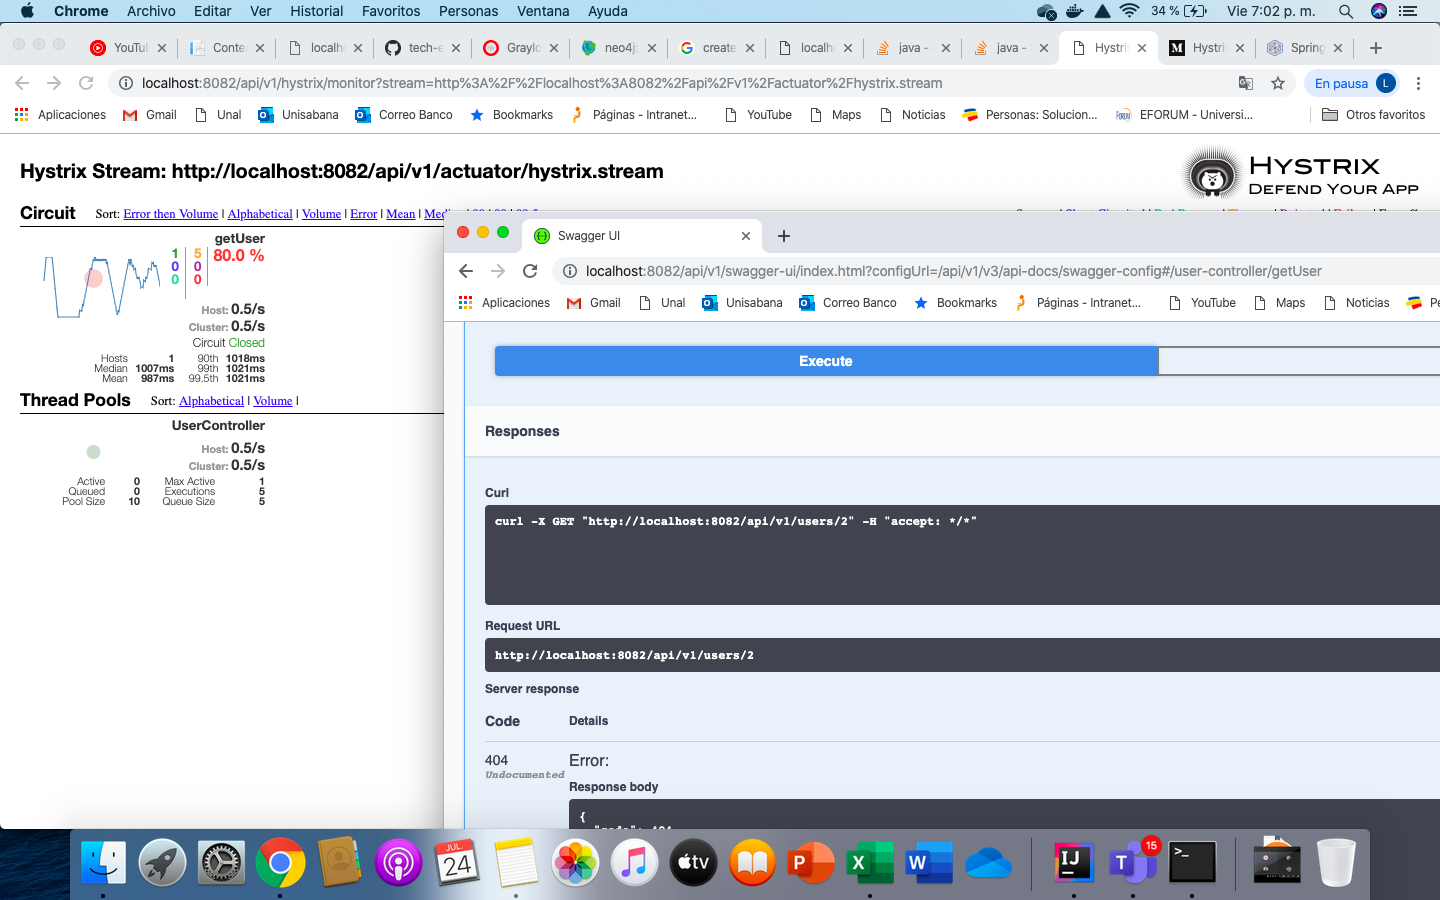 Chrome Archivo Editar Ver Historial Favoritos Personas Ventana Ayuda 34 % Vie 7:02 p. m.
YouTu Conte localh tech-e Graylo neo4j: create localh java - java - Hystri Hystri Spring
localhost:8082/api/v1/hystrix/monitor?stream=http%3A%2F%2Flocalhost%3A8082%2Fapi%2Fv1%2Factuator%2Fhystrix.stream En pausa L
Aplicaciones Gmail Unal Unisabana Correo Banco Bookmarks Páginas - Intranet... YouTube Maps Noticias Personas: Solucion... EFORUM - Universi... Otros favoritos
Hystrix Stream: http://localhost:8082/api/v1/actuator/hystrix.stream
HYSTRIX
DEFEND YOUR APP
Circuit Sort: Error then Volume | Alphabetical | Volume | Error | Mean |
getUser
1 5 80.0 %
0 0
0 0
Host: 0.5/s
Cluster: 0.5/s
Circuit Closed
Hosts 1 90th 1018ms
Median 1007ms 99th 1021ms
Mean 987ms 99.5th 1021ms
Thread Pools Sort: Alphabetical | Volume |
UserController
Host: 0.5/s
Cluster: 0.5/s
Active 0 Max Active 1
Queued 0 Executions 5
Pool Size 10 Queue Size 5
Swagger UI
localhost:8082/api/v1/swagger-ui/index.html?configUrl=/api/v1/v3/api-docs/swagger-config#/user-controller/getUser
Aplicaciones Gmail Unal Unisabana Correo Banco Bookmarks Páginas - Intranet... YouTube Maps Noticias Pe
Execute
Responses
Curl
curl -X GET "http://localhost:8082/api/v1/users/2" -H "accept: */*"
Request URL
http://localhost:8082/api/v1/users/2
Server response
Code Details
404 Error:
Undocumented
Response body
{
JUL.
24
tv
P
X
W
IJ
T
15
>_